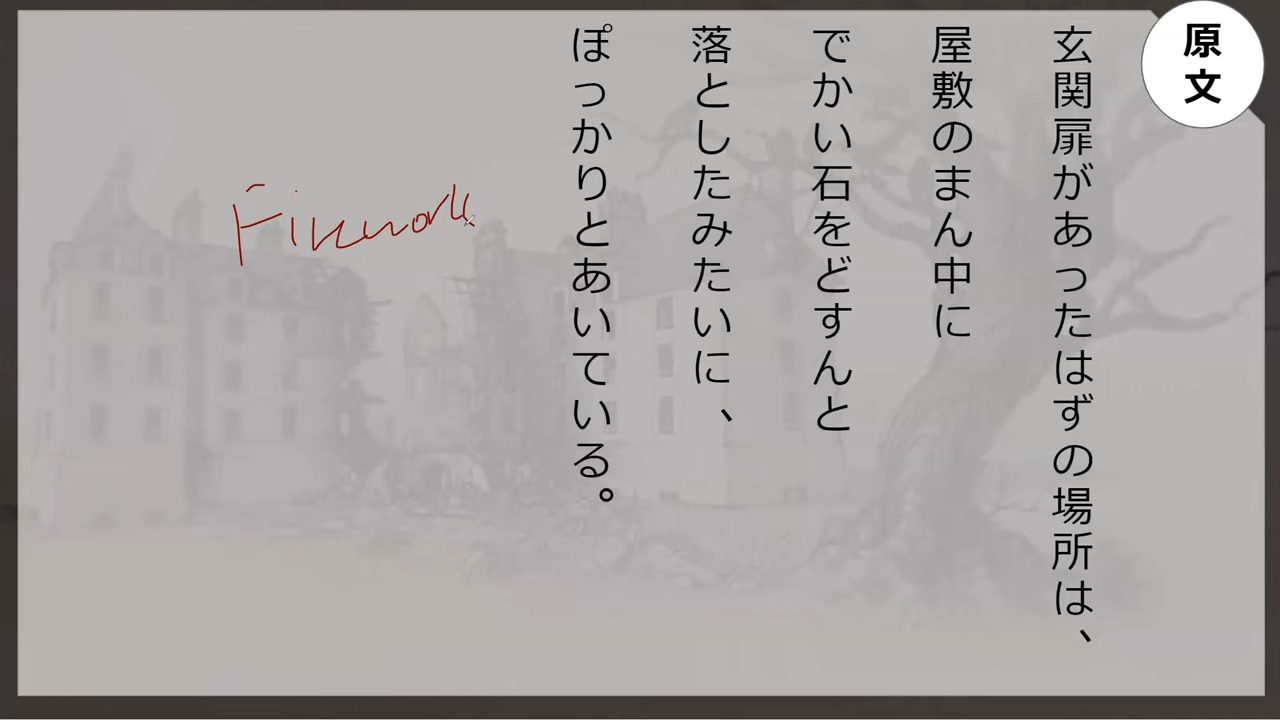 原文
玄関扉があったはずの場所は、
屋敷のまん中に
でかい石をどすんと
落としたみたいに、
ぽっかりとあいている。
Firework